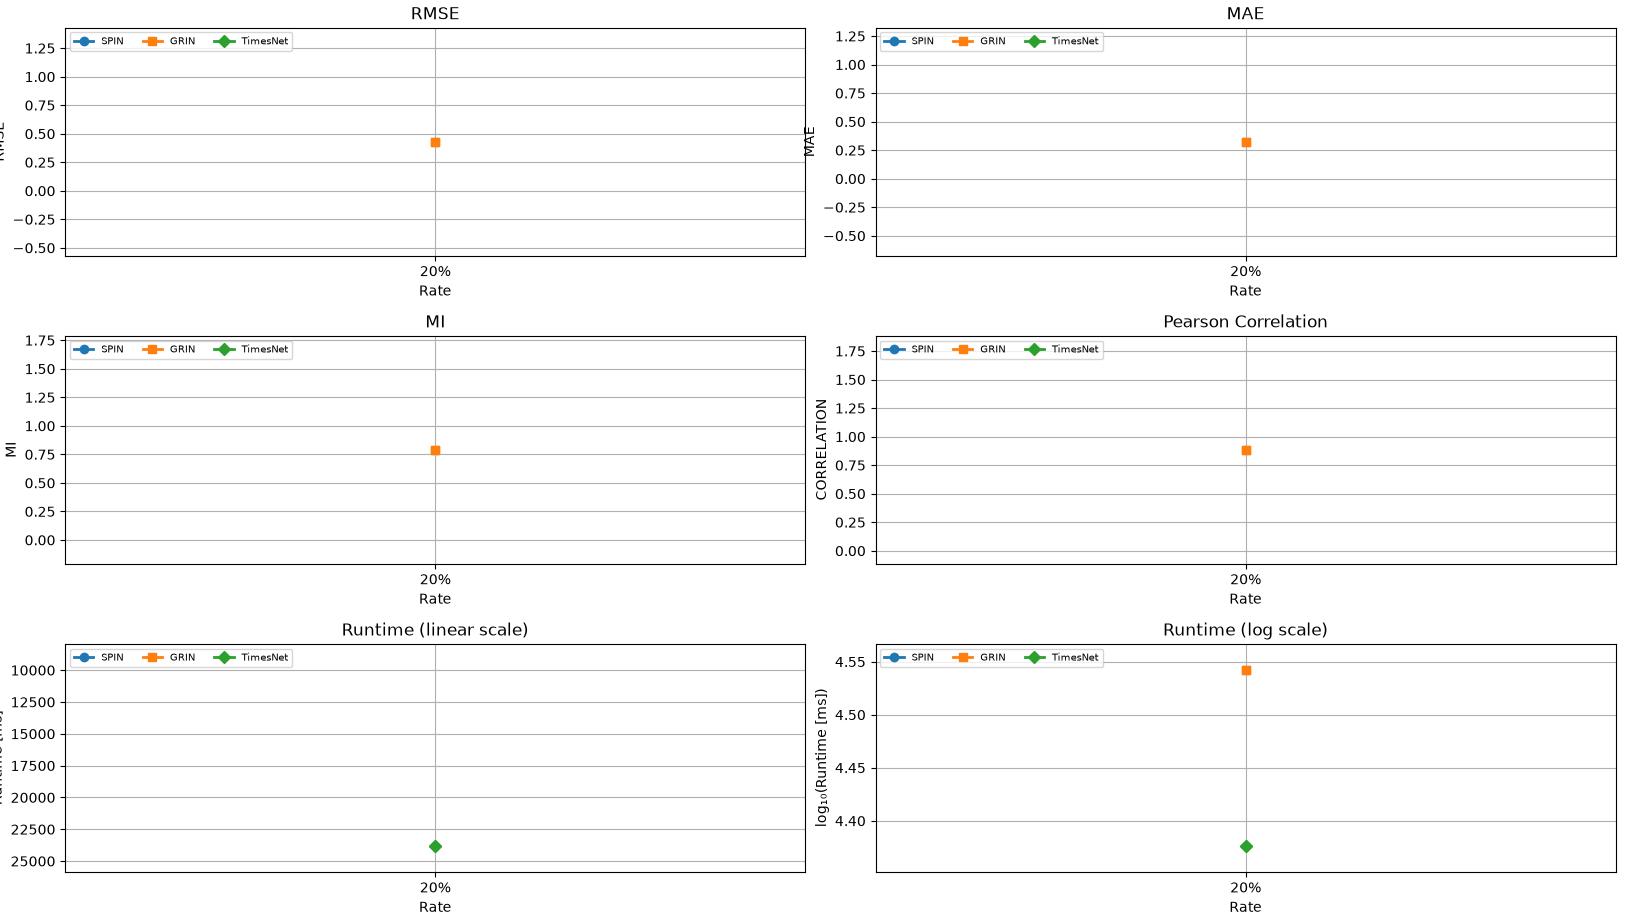 RMSE
SPIN GRIN TimesNet
1.25
1.00
0.75
0.50
0.25
0.00
−0.25
−0.50
RMSE
20%
Rate
MAE
SPIN GRIN TimesNet
1.25
1.00
0.75
0.50
0.25
0.00
−0.25
−0.50
MAE
20%
Rate
MI
SPIN GRIN TimesNet
1.75
1.50
1.25
1.00
0.75
0.50
0.25
0.00
MI
20%
Rate
Pearson Correlation
SPIN GRIN TimesNet
1.75
1.50
1.25
1.00
0.75
0.50
0.25
0.00
CORRELATION
20%
Rate
Runtime (linear scale)
SPIN GRIN TimesNet
10000
12500
15000
17500
20000
22500
25000
20%
Rate
Runtime (log scale)
SPIN GRIN TimesNet
4.55
4.50
4.45
4.40
log₁₀(Runtime [ms])
20%
Rate